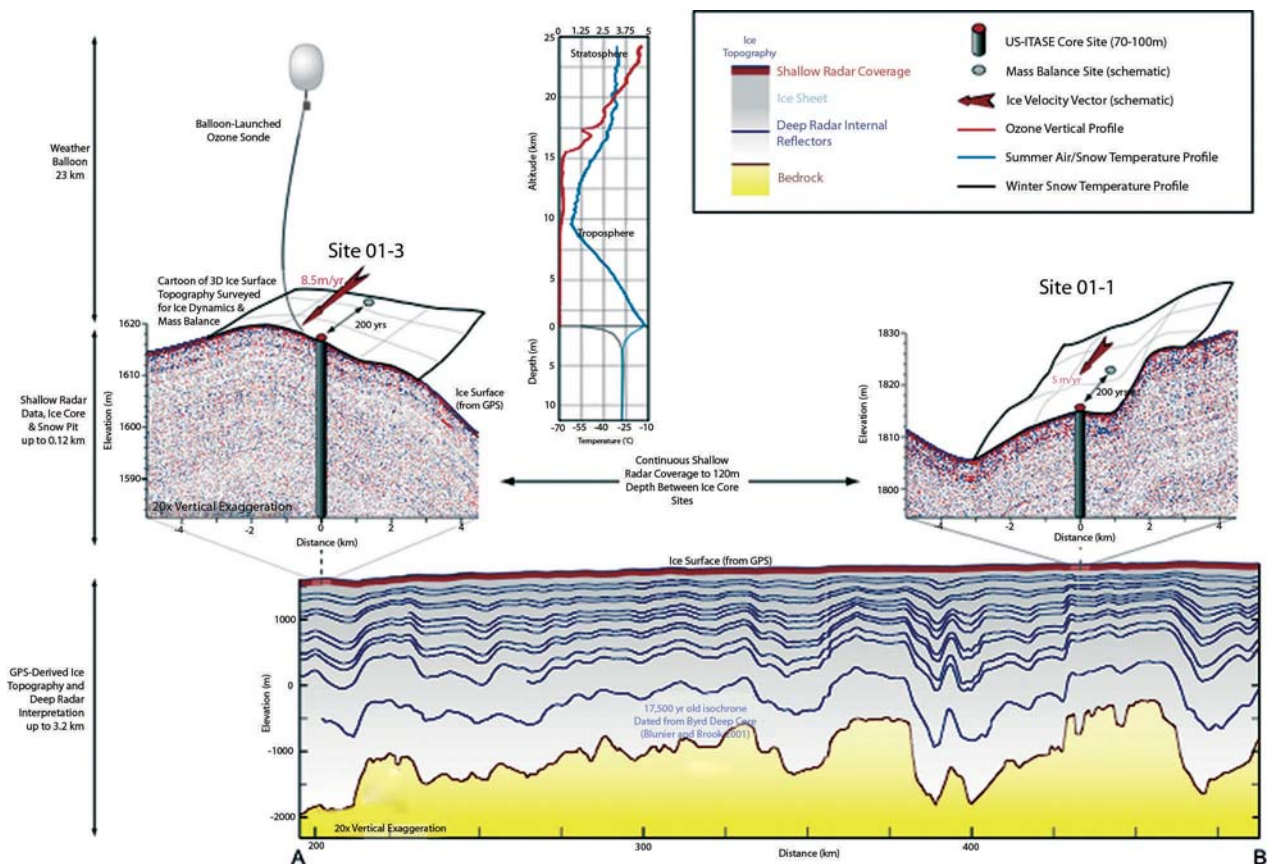 Weather
Balloon
23 km
Balloon-Launched
Ozone Sonde
0 1.25 2.5 3.75 5
25
20
15
10
5
0
5
10
Altitude (km)
Depth (m)
Stratosphere
Troposphere
-70 -55 -40 -25 -10
Temperature (°C)
Ice
Topography
Shallow Radar Coverage
Ice Sheet
Deep Radar Internal
Reflectors
Bedrock
US-ITASE Core Site (70-100m)
Mass Balance Site (schematic)
Ice Velocity Vector (schematic)
Ozone Vertical Profile
Summer Air/Snow Temperature Profile
Winter Snow Temperature Profile
Site 01-3
8.5m/yr
Cartoon of 3D Ice Surface
Topography Surveyed
for Ice Dynamics &
Mass Balance
200 yrs
Ice Surface
(from GPS)
1620
1610
1600
1590
Elevation (m)
20x Vertical Exaggeration
-4 -2 0 2 4
Distance (km)
Shallow Radar
Data, Ice Core
& Snow Pit
up to 0.12 km
Continuous Shallow
Radar Coverage to 120m
Depth Between Ice Core
Sites
Site 01-1
5 m/yr
200 yrs
1830
1820
1810
1800
Elevation (m)
-4 -2 0 2 4
Distance (km)
GPS-Derived Ice
Topography and
Deep Radar
Interpretation
up to 3.2 km
Ice Surface (from GPS)
1000
0
-1000
-2000
Elevation (m)
17,500 yr old isochrone
Dated from Byrd Deep Core
(Blunier and Brook 2001)
20x Vertical Exaggeration
200 300 400
Distance (km)
A B